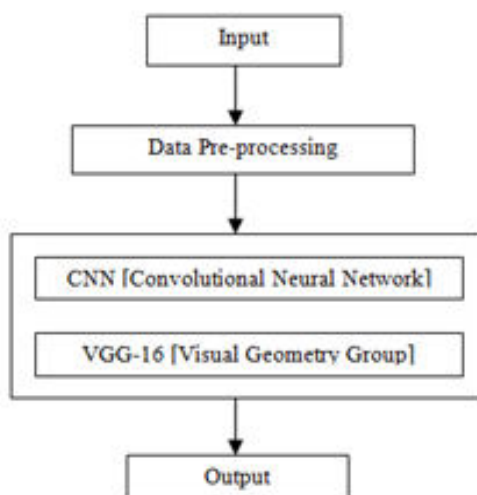 Input
Data Pre-processing
CNN [Convolutional Neural Network]
VGG-16 [Visual Geometry Group]
Output